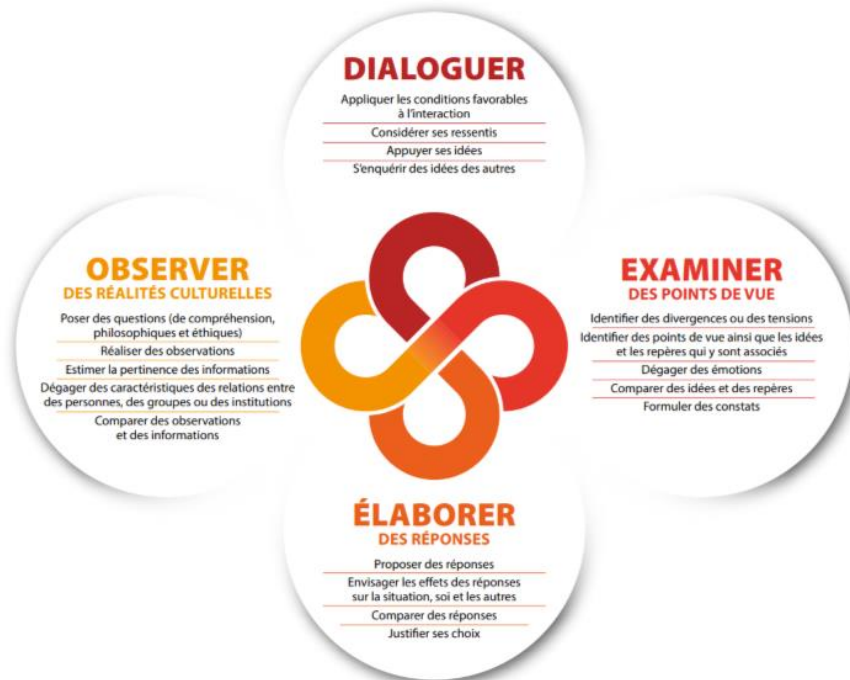 DIALOGUER
Appliquer les conditions favorables
à l'interaction
Considérer ses ressentis
Appuyer ses idées
S'enquérir des idées des autres
OBSERVER
DES RÉALITÉS CULTURELLES
Poser des questions (de compréhension,
philosophiques et éthiques)
Réaliser des observations
Estimer la pertinence des informations
Dégager des caractéristiques des relations entre
des personnes, des groupes ou des institutions
Comparer des observations
et des informations
EXAMINER
DES POINTS DE VUE
Identifier des divergences ou des tensions
Identifier des points de vue ainsi que les idées
et les repères qui y sont associés
Dégager des émotions
Comparer des idées et des repères
Formuler des constats
ÉLABORER
DES RÉPONSES
Proposer des réponses
Envisager les effets des réponses
sur la situation, soi et les autres
Comparer des réponses
Justifier ses choix